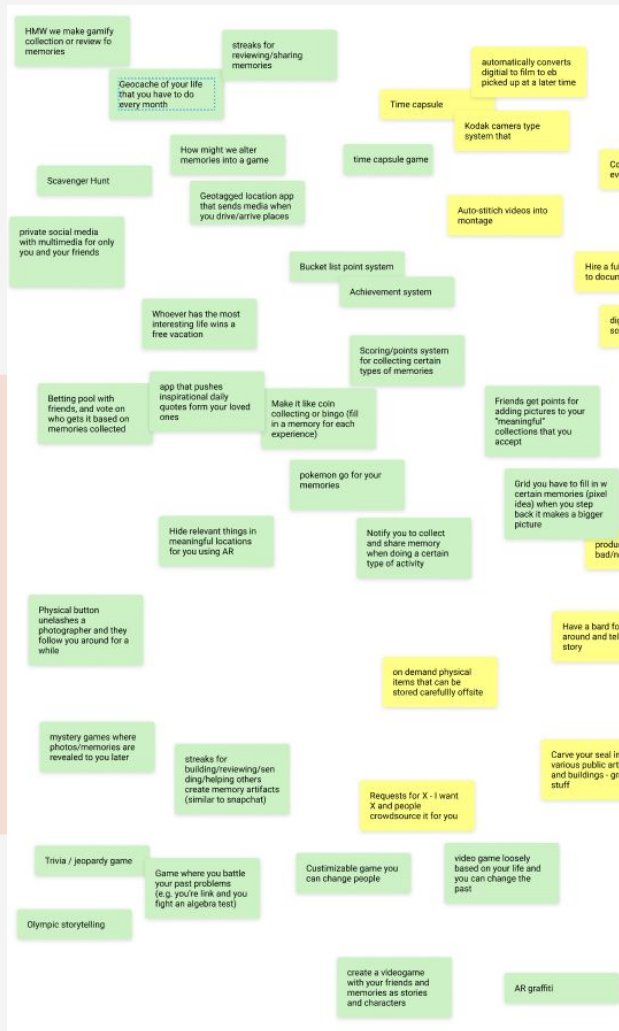 HMW we make gamify
collection or review fo
memories
streaks for
reviewing/sharing
memories
Geocache of your life
that you have to do
every month
automatically converts
digitial to film to eb
picked up at a later time
Time capsule
Kodak camera type
system that
How might we alter
memories into a game
time capsule game
Scavenger Hunt
Geotagged location app
that sends media when
you drive/arrive places
Auto-stitich videos into
montage
private social media
with multimedia for only
you and your friends
Bucket list point system
Hire a
to
Achievement system
Whoever has the most
interesting life wins a
free vacation
Scoring/points system
for collecting certain
types of memories
Betting pool with
friends, and vote on
who gets it based on
memories collected
app that pushes
inspirational daily
quotes form your loved
ones
Make it like coin
collecting or bingo (fill
in a memory for each
experience)
Friends get points for
adding pictures to your
"meaningful"
collections that you
accept
pokemon go for your
memories
Grid you have to fill in w
certain memories (pixel
idea) when you step
back it makes a bigger
picture
Hide relevant things in
meaningful locations
for you using AR
Notify you to collect
and share memory
when doing a certain
type of activity
Physical button
unelashes a
photographer and they
follow you around for a
while
Have a bard
around and
story
on demand physical
items that can be
stored carefullly offsite
mystery games where
photos/memories are
revealed to you later
streaks for
building/reviewing/sen
ding/helping others
create memory artifacts
(similar to snapchat)
Carve your seal
various public
and buildings -
stuff
Requests for X - I want
X and people
crowdsource it for you
Trivia / jeopardy game
Game where you battle
your past problems
(e.g. you're link and you
fight an algebra test)
Custimizable game you
can change people
video game loosely
based on your life and
you can change the
past
Olympic storytelling
create a videogame
with your friends and
memories as stories
and characters
AR graffiti